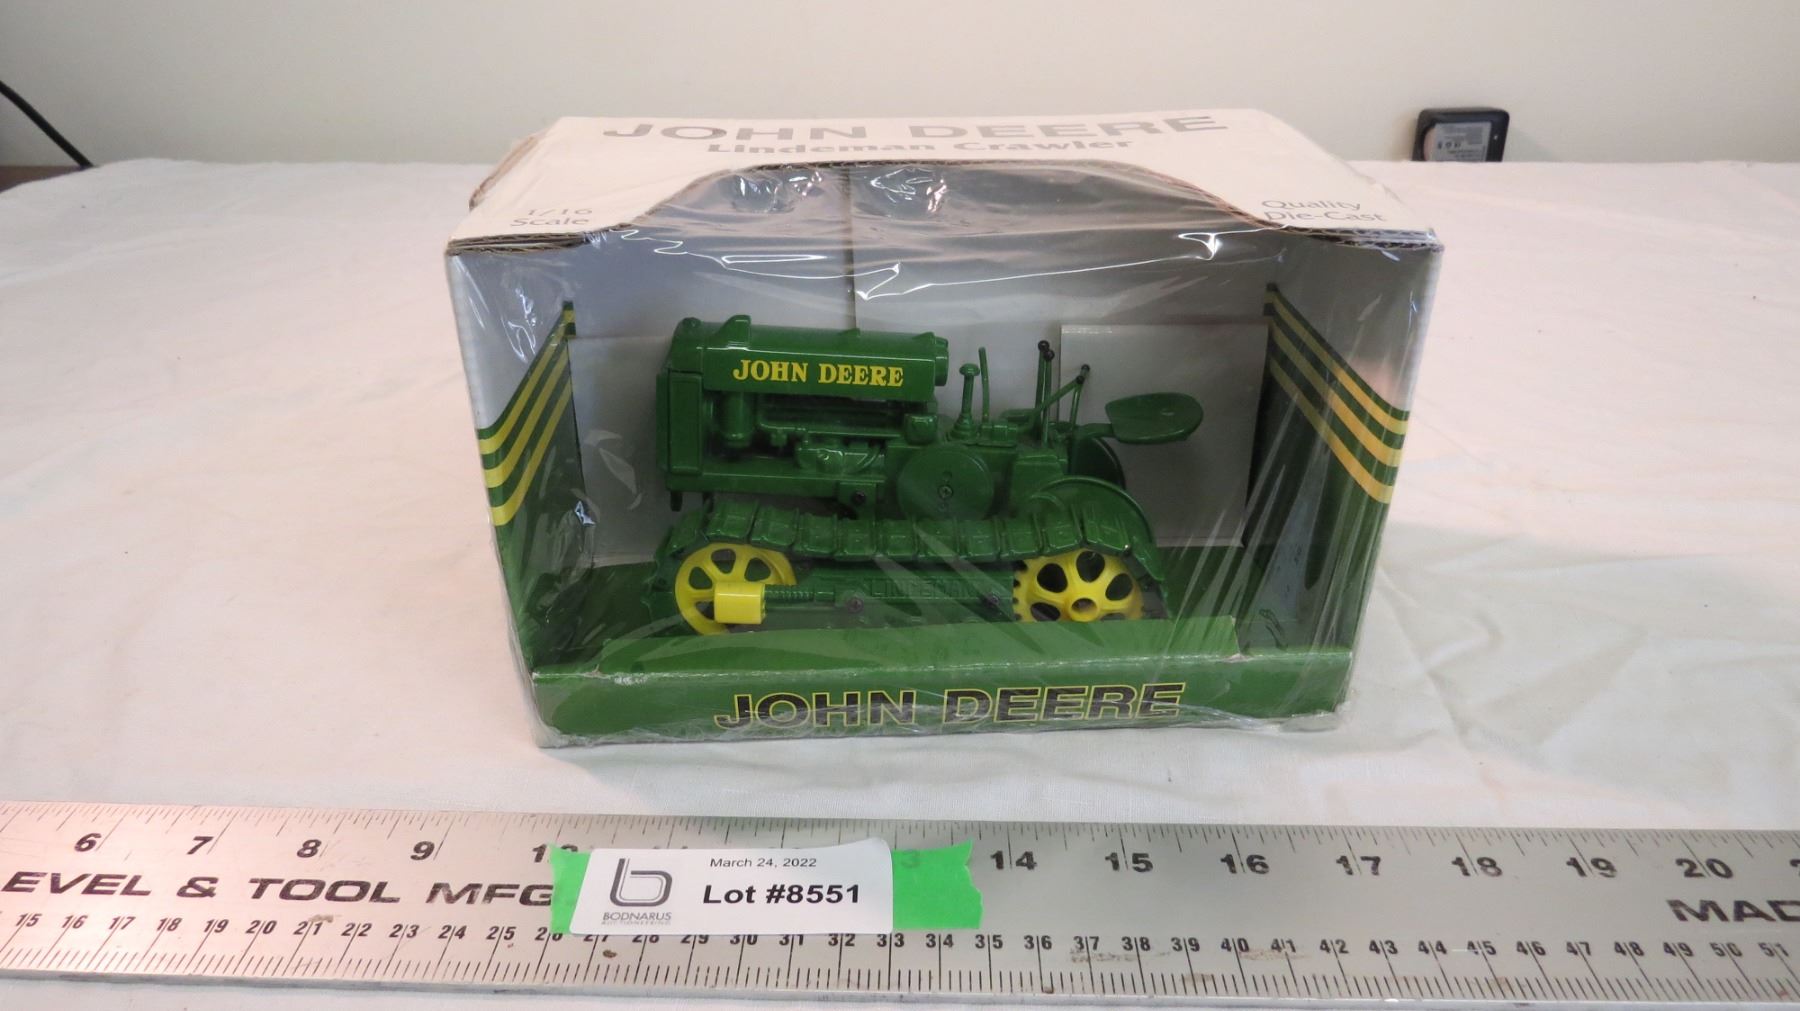 JOHN DEERE
Lindeman Crawler
1/16
Scale
Quality
Die-Cast
JOHN DEERE
LINDEMAN
JOHN DEERE
6 7 8 9 14 15 16 17 18 19 20
EVEL & TOOL MFG
MAD
March 24, 2022
Lot #8551
BODNARUS
AUCTIONEERING
15 16 17 18 19 20 21 22 23 24 25 26 27 28 29 30 31 32 33 34 35 36 37 38 39 40 41 42 43 44 45 46 47 48 49 50 51